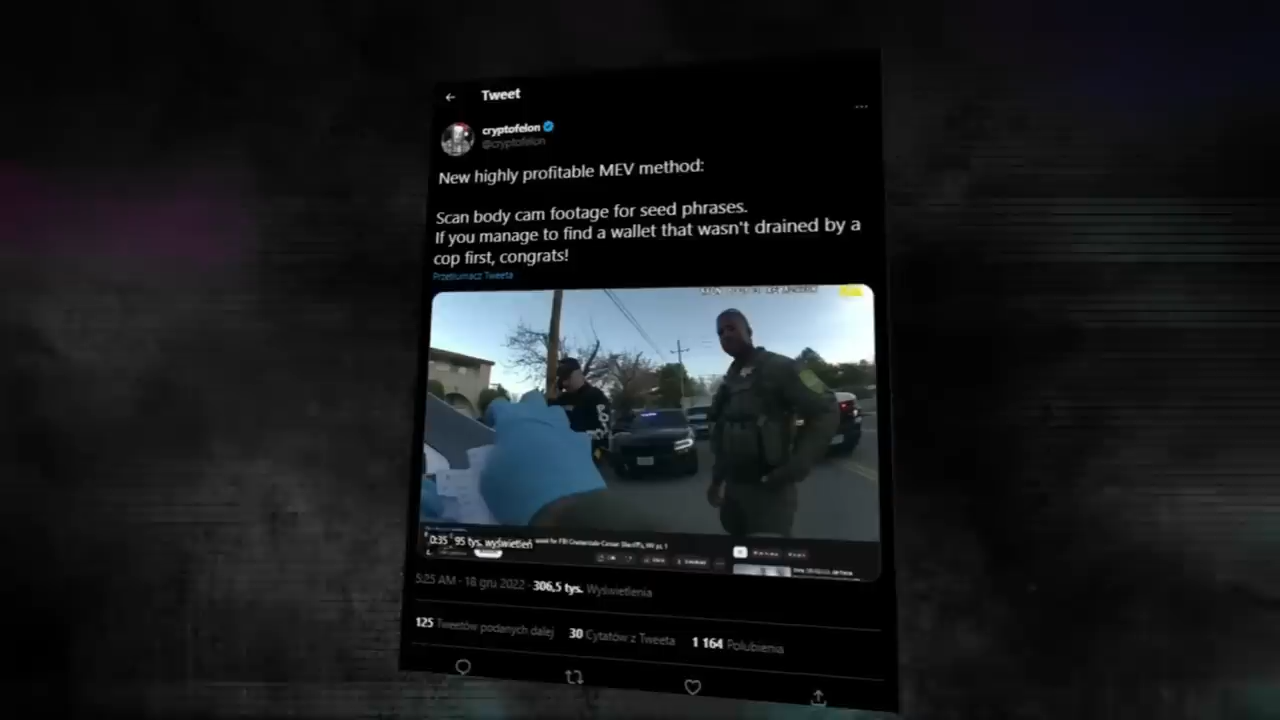 Tweet
cryptofelon
@cryptofelon
New highly profitable MEV method:
Scan body cam footage for seed phrases.
If you manage to find a wallet that wasn't drained by a
cop first, congrats!
Przetłumacz Tweeta
0:35 95 tys. wyświetleń
5:25 AM · 18 gru 2022 · 306,5 tys. Wyświetlenia
125 Tweetów podanych dalej 30 Cytatów z Tweeta 1 164 Polubienia